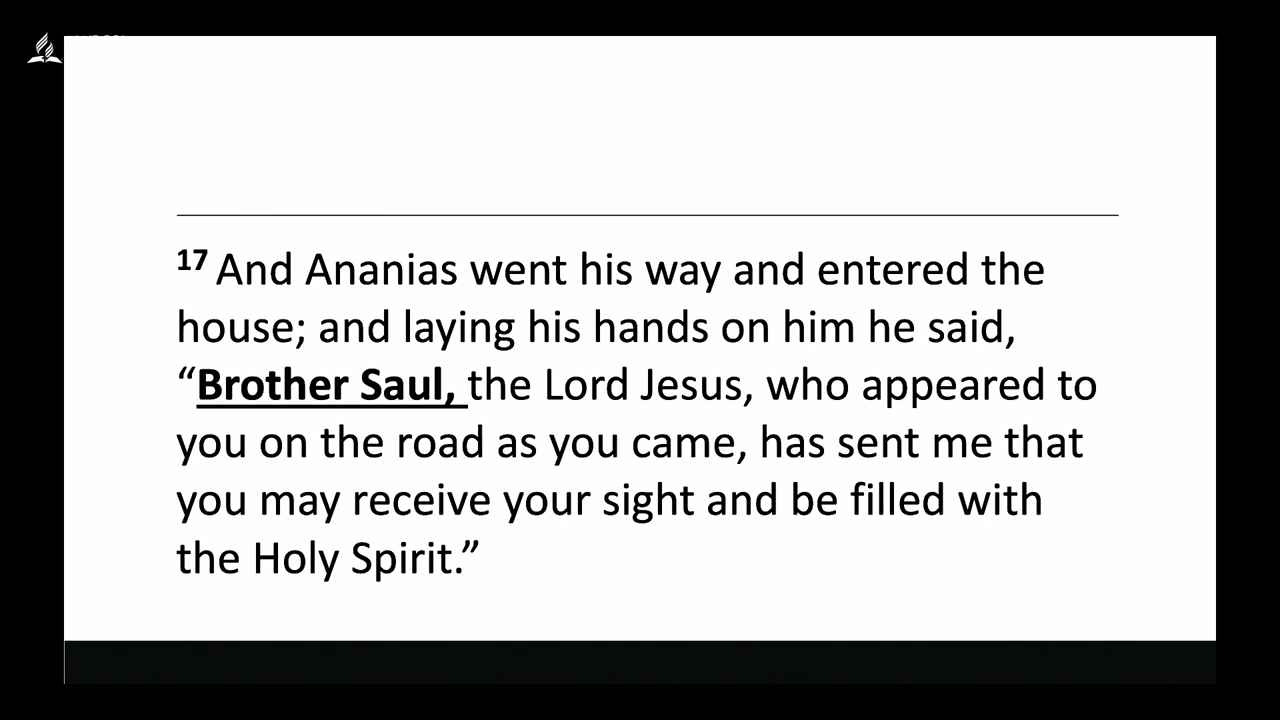 17 And Ananias went his way and entered the
house; and laying his hands on him he said,
“Brother Saul, the Lord Jesus, who appeared to
you on the road as you came, has sent me that
you may receive your sight and be filled with
the Holy Spirit.”